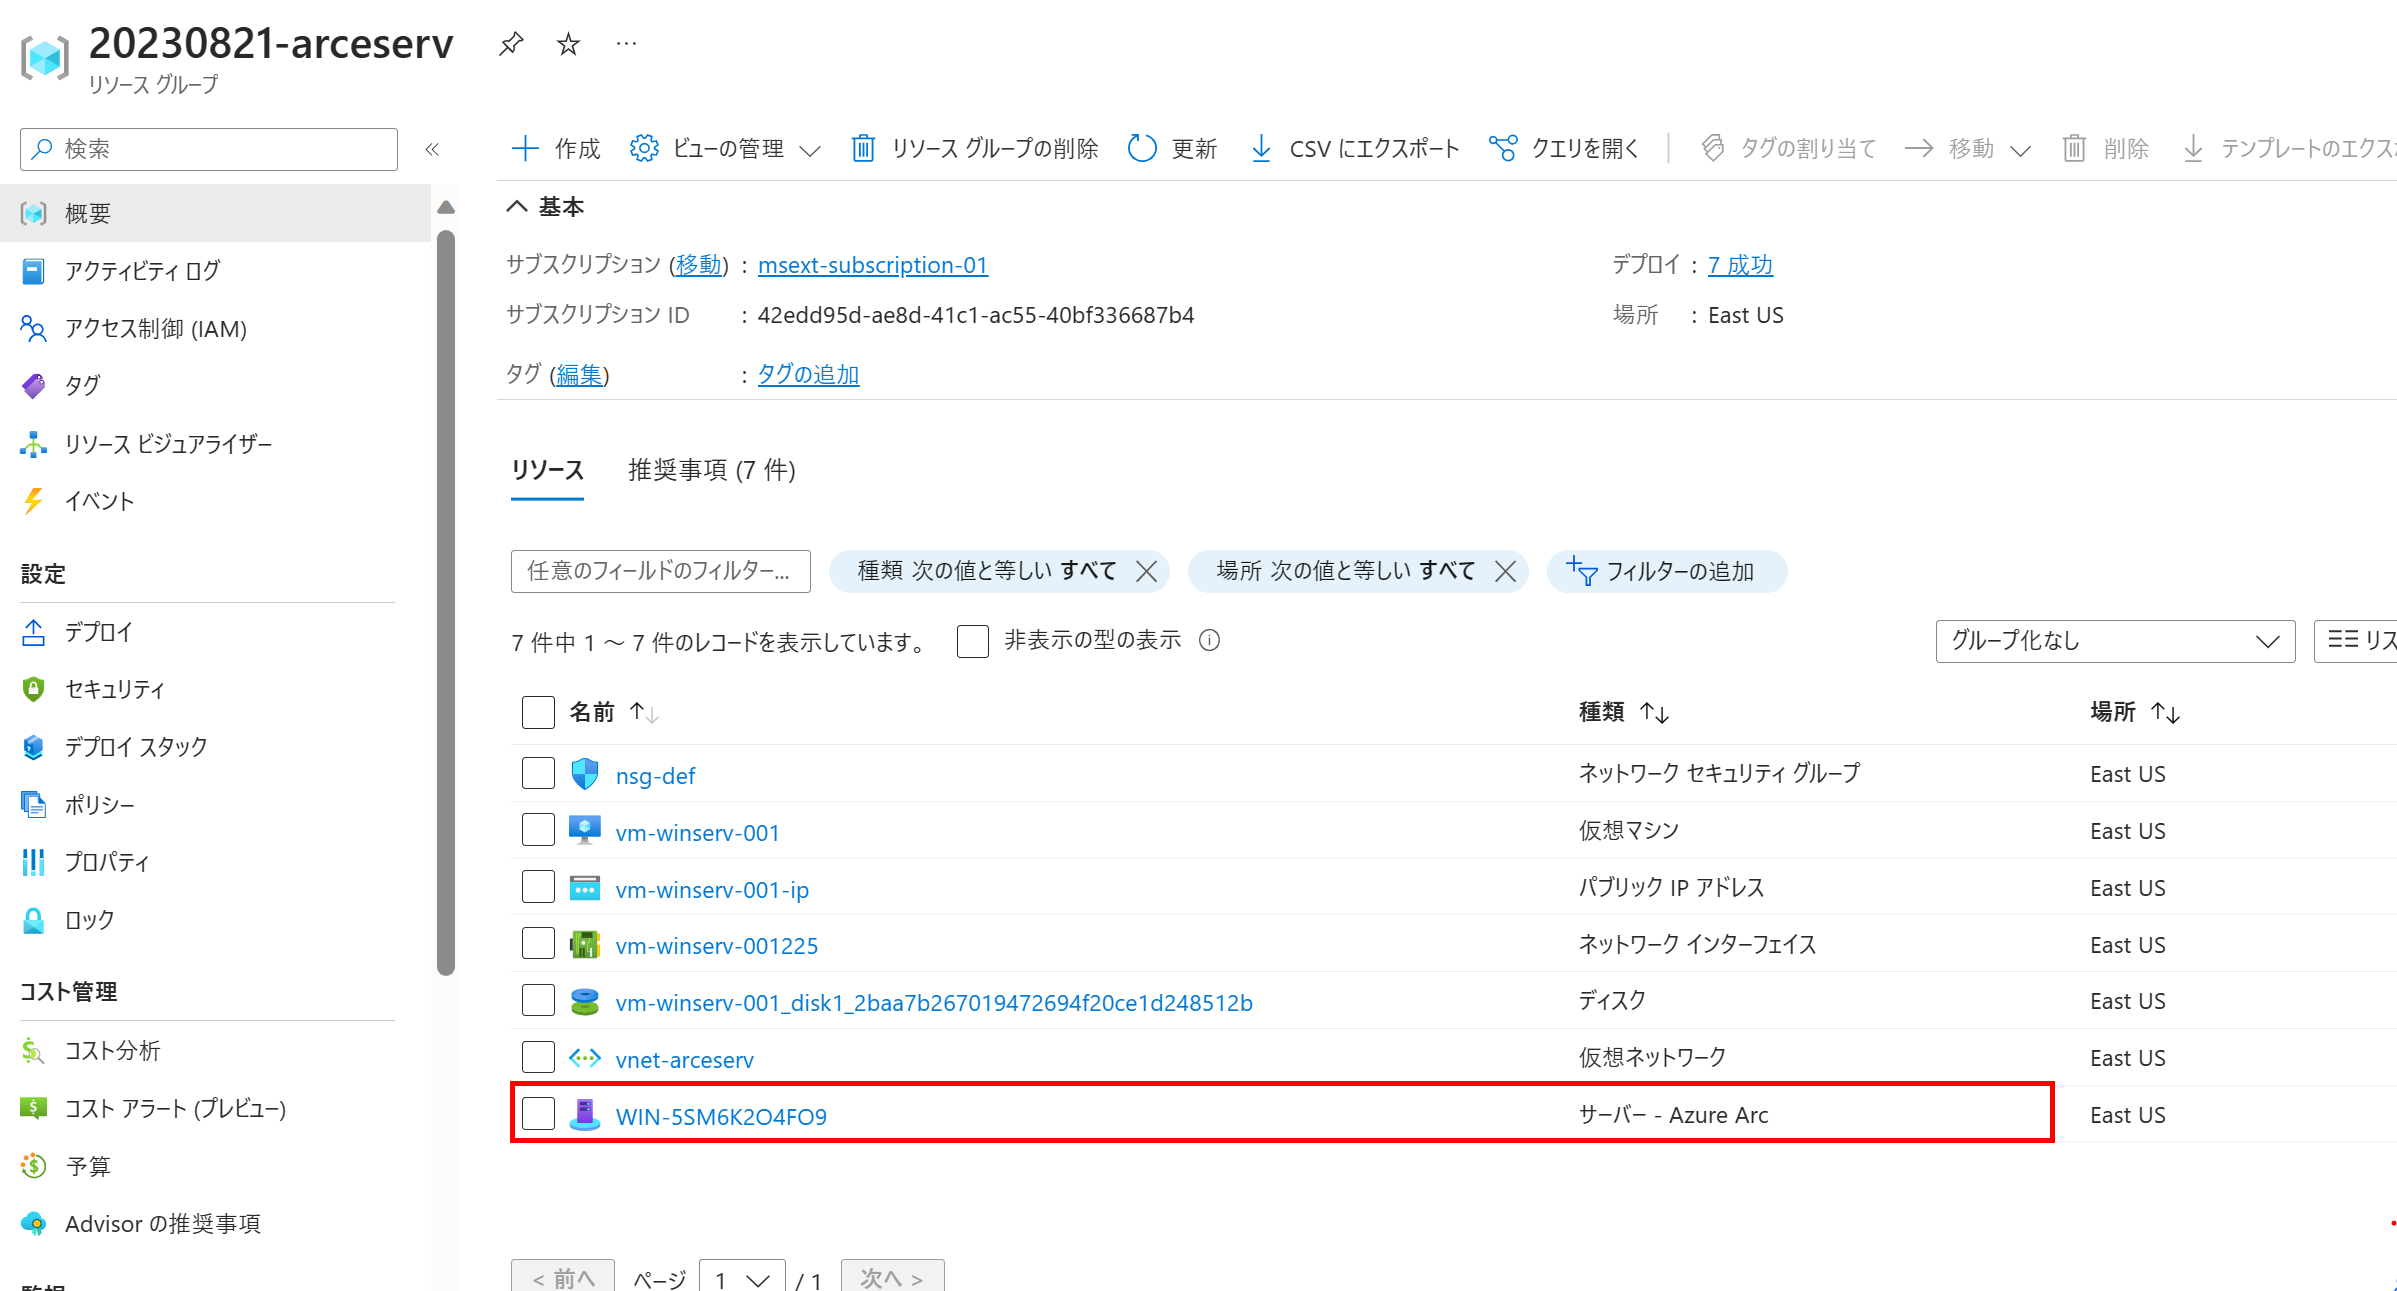 20230821-arceserv
リソース グループ
検索
作成
ビューの管理
リソース グループの削除
更新
CSV にエクスポート
クエリを開く
タグの割り当て
移動
削除
テンプレートのエクス
概要
アクティビティ ログ
アクセス制御 (IAM)
タグ
リソース ビジュアライザー
イベント
設定
デプロイ
セキュリティ
デプロイ スタック
ポリシー
プロパティ
ロック
コスト管理
コスト分析
コスト アラート (プレビュー)
予算
Advisor の推奨事項
基本
サブスクリプション (移動) : msext-subscription-01
デプロイ : 7 成功
サブスクリプション ID : 42edd95d-ae8d-41c1-ac55-40bf336687b4
場所 : East US
タグ (編集) : タグの追加
リソース
推奨事項 (7 件)
任意のフィールドのフィルター...
種類 次の値と等しい すべて
場所 次の値と等しい すべて
フィルターの追加
7 件中 1 ～ 7 件のレコードを表示しています。
非表示の型の表示
グループ化なし
リス
名前 種類 場所
nsg-def ネットワーク セキュリティ グループ East US
vm-winserv-001 仮想マシン East US
vm-winserv-001-ip パブリック IP アドレス East US
vm-winserv-001225 ネットワーク インターフェイス East US
vm-winserv-001_disk1_2baa7b267019472694f20ce1d248512b ディスク East US
vnet-arceserv 仮想ネットワーク East US
WIN-5SM6K2O4FO9 サーバー - Azure Arc East US
< 前へ ページ 1 / 1 次へ >